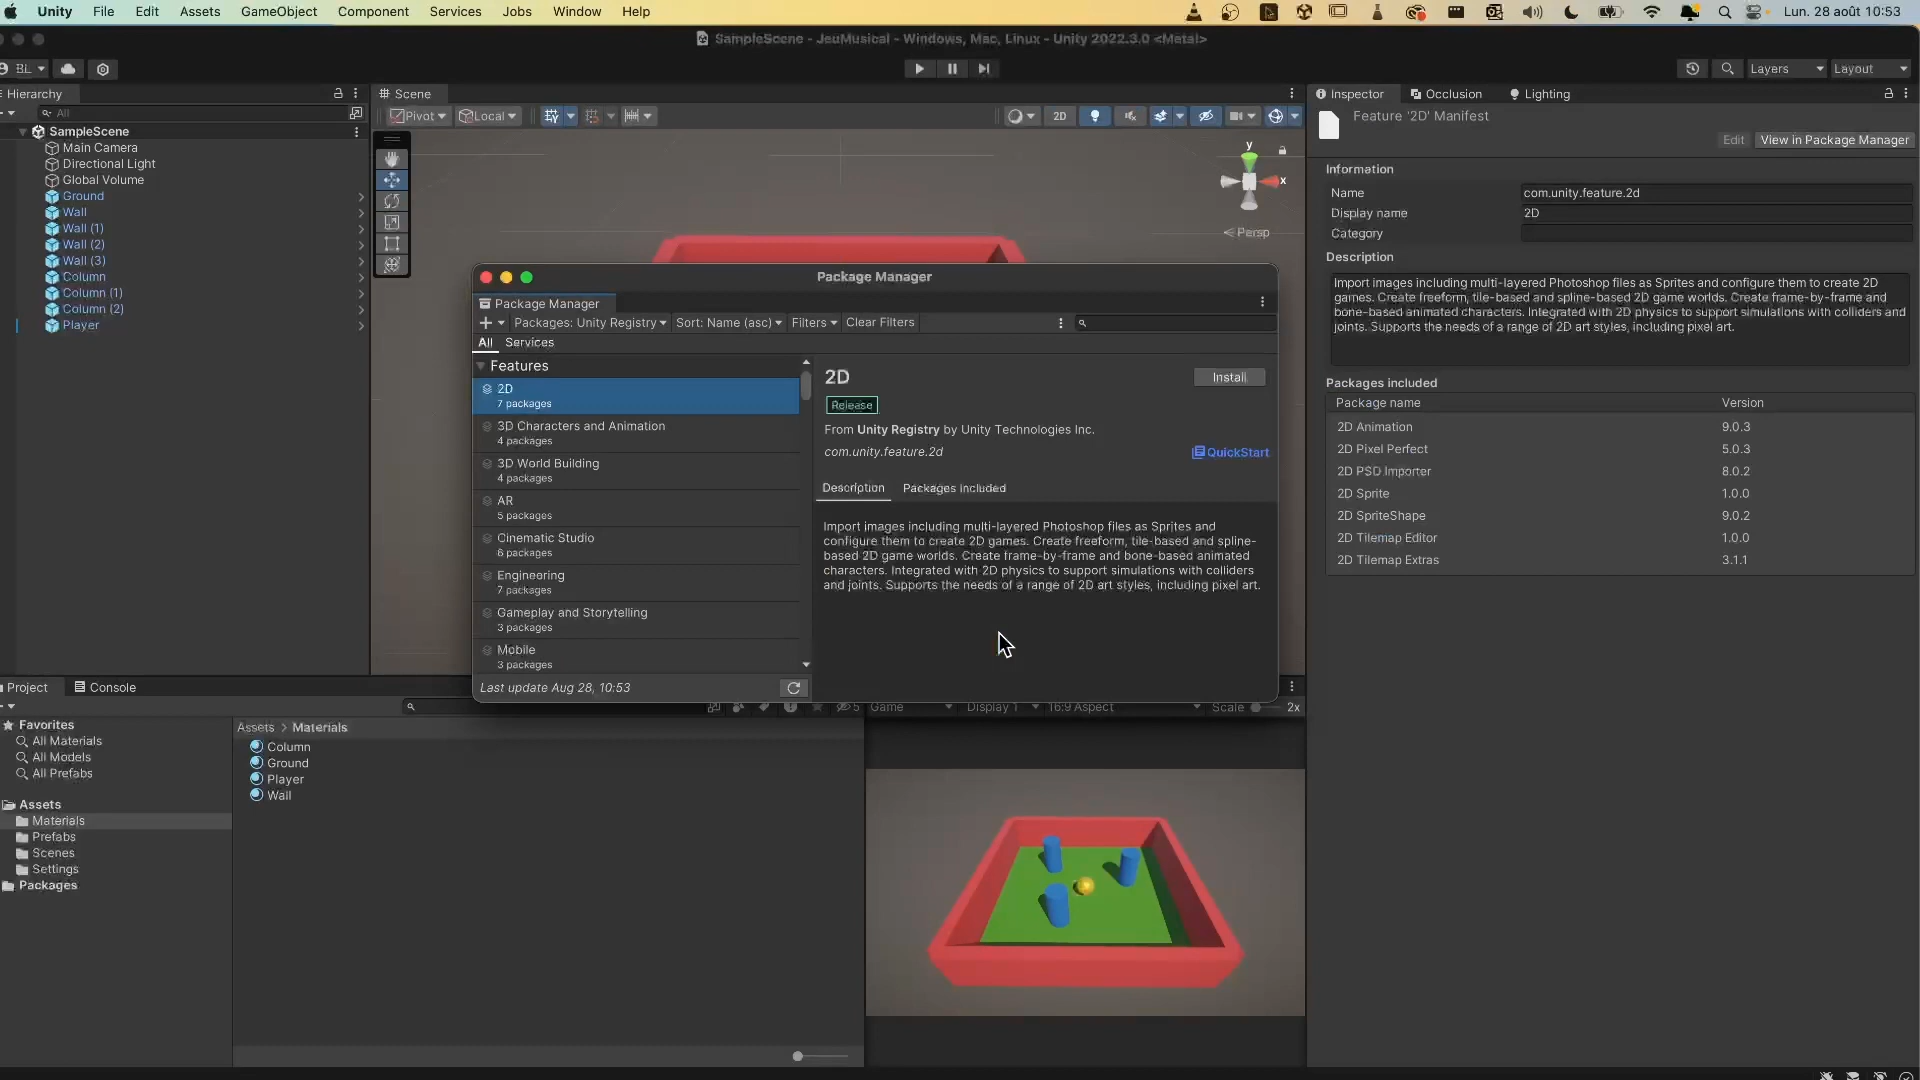 Unity File Edit Assets GameObject Component Services Jobs Window Help Lun. 28 août 10:53
SampleScene - JeuMusical - Windows, Mac, Linux - Unity 2022.3.0 <Metal>
BL Layers Layout
Hierarchy
All
SampleScene
Main Camera
Directional Light
Global Volume
Ground
Wall
Wall (1)
Wall (2)
Wall (3)
Column
Column (1)
Column (2)
Player
Scene
Pivot Local 2D
y
x
< Persp
Package Manager
Package Manager
Packages: Unity Registry Sort: Name (asc) Filters Clear Filters
All Services
Features
2D
7 packages
3D Characters and Animation
4 packages
3D World Building
4 packages
AR
5 packages
Cinematic Studio
6 packages
Engineering
7 packages
Gameplay and Storytelling
3 packages
Mobile
3 packages
Last update Aug 28, 10:53
2D Install
Release
From Unity Registry by Unity Technologies Inc.
com.unity.feature.2d QuickStart
Description Packages included
Import images including multi-layered Photoshop files as Sprites and
configure them to create 2D games. Create freeform, tile-based and spline-
based 2D game worlds. Create frame-by-frame and bone-based animated
characters. Integrated with 2D physics to support simulations with colliders
and joints. Supports the needs of a range of 2D art styles, including pixel art.
Inspector Occlusion Lighting
Feature '2D' Manifest
Edit View in Package Manager
Information
Name com.unity.feature.2d
Display name 2D
Category
Description
Import images including multi-layered Photoshop files as Sprites and configure them to create 2D
games. Create freeform, tile-based and spline-based 2D game worlds. Create frame-by-frame and
bone-based animated characters. Integrated with 2D physics to support simulations with colliders and
joints. Supports the needs of a range of 2D art styles, including pixel art.
Packages included
Package name Version
2D Animation 9.0.3
2D Pixel Perfect 5.0.3
2D PSD Importer 8.0.2
2D Sprite 1.0.0
2D SpriteShape 9.0.2
2D Tilemap Editor 1.0.0
2D Tilemap Extras 3.1.1
Project Console
5
Favorites
All Materials
All Models
All Prefabs
Assets
Materials
Prefabs
Scenes
Settings
Packages
Assets > Materials
Column
Ground
Player
Wall
Game Display 1 16:9 Aspect Scale 2x